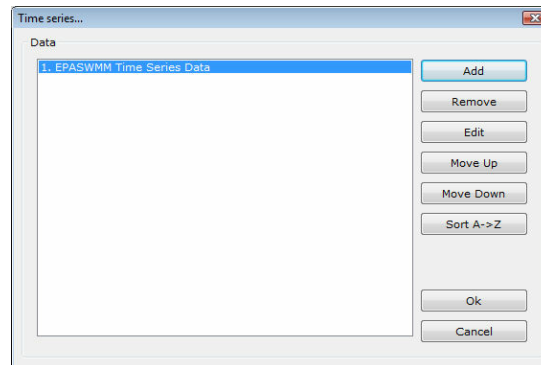 Time series...
Data
1. EPASWMM Time Series Data
Add
Remove
Edit
Move Up
Move Down
Sort A->Z
Ok
Cancel